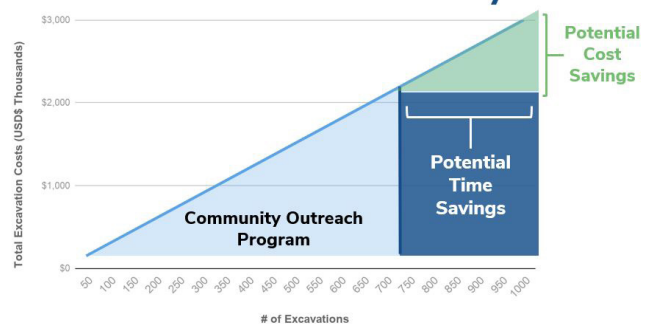 $3,000
Potential
Cost
Savings
Total Excavation Costs (USD$ Thousands)
$2,000
Potential
Time
Savings
$1,000
Community Outreach
Program
$0
50 100 150 200 250 300 350 400 450 500 550 600 650 700 750 800 850 900 950 1000
# of Excavations